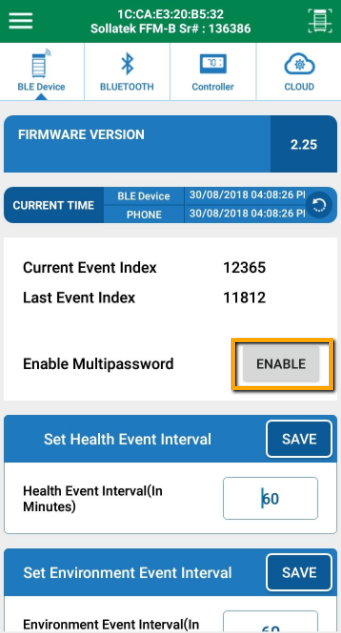 1C:CA:E3:20:B5:32
Sollatek FFM-B Sr# : 136386
BLE Device
BLUETOOTH
Controller
CLOUD
FIRMWARE VERSION
2.25
CURRENT TIME
BLE Device 30/08/2018 04:08:26
PHONE 30/08/2018 04:08:26
Current Event Index 12365
Last Event Index 11812
Enable Multipassword ENABLE
Set Health Event Interval SAVE
Health Event Interval(In
Minutes)
60
Set Environment Event Interval SAVE
Environment Event Interval(In
60